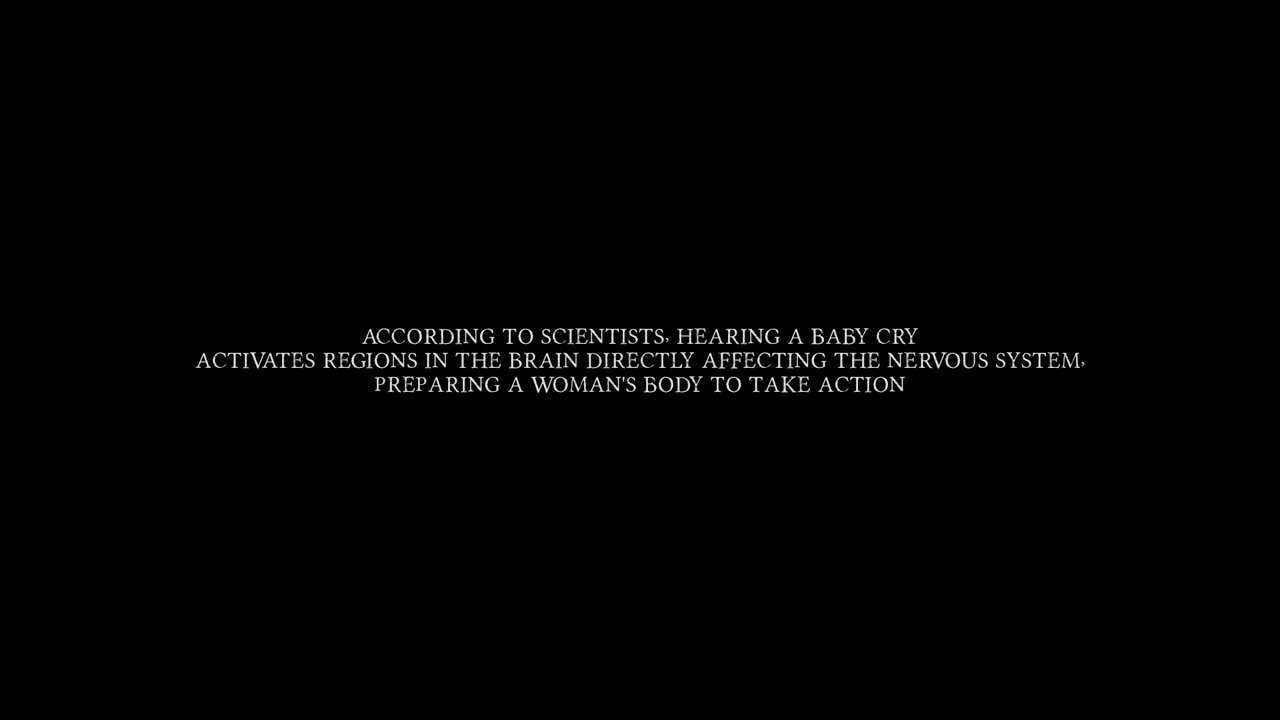 ACCORDING TO SCIENTISTS, HEARING A BABY CRY
ACTIVATES REGIONS IN THE BRAIN DIRECTLY AFFECTING THE NERVOUS SYSTEM,
PREPARING A WOMAN'S BODY TO TAKE ACTION